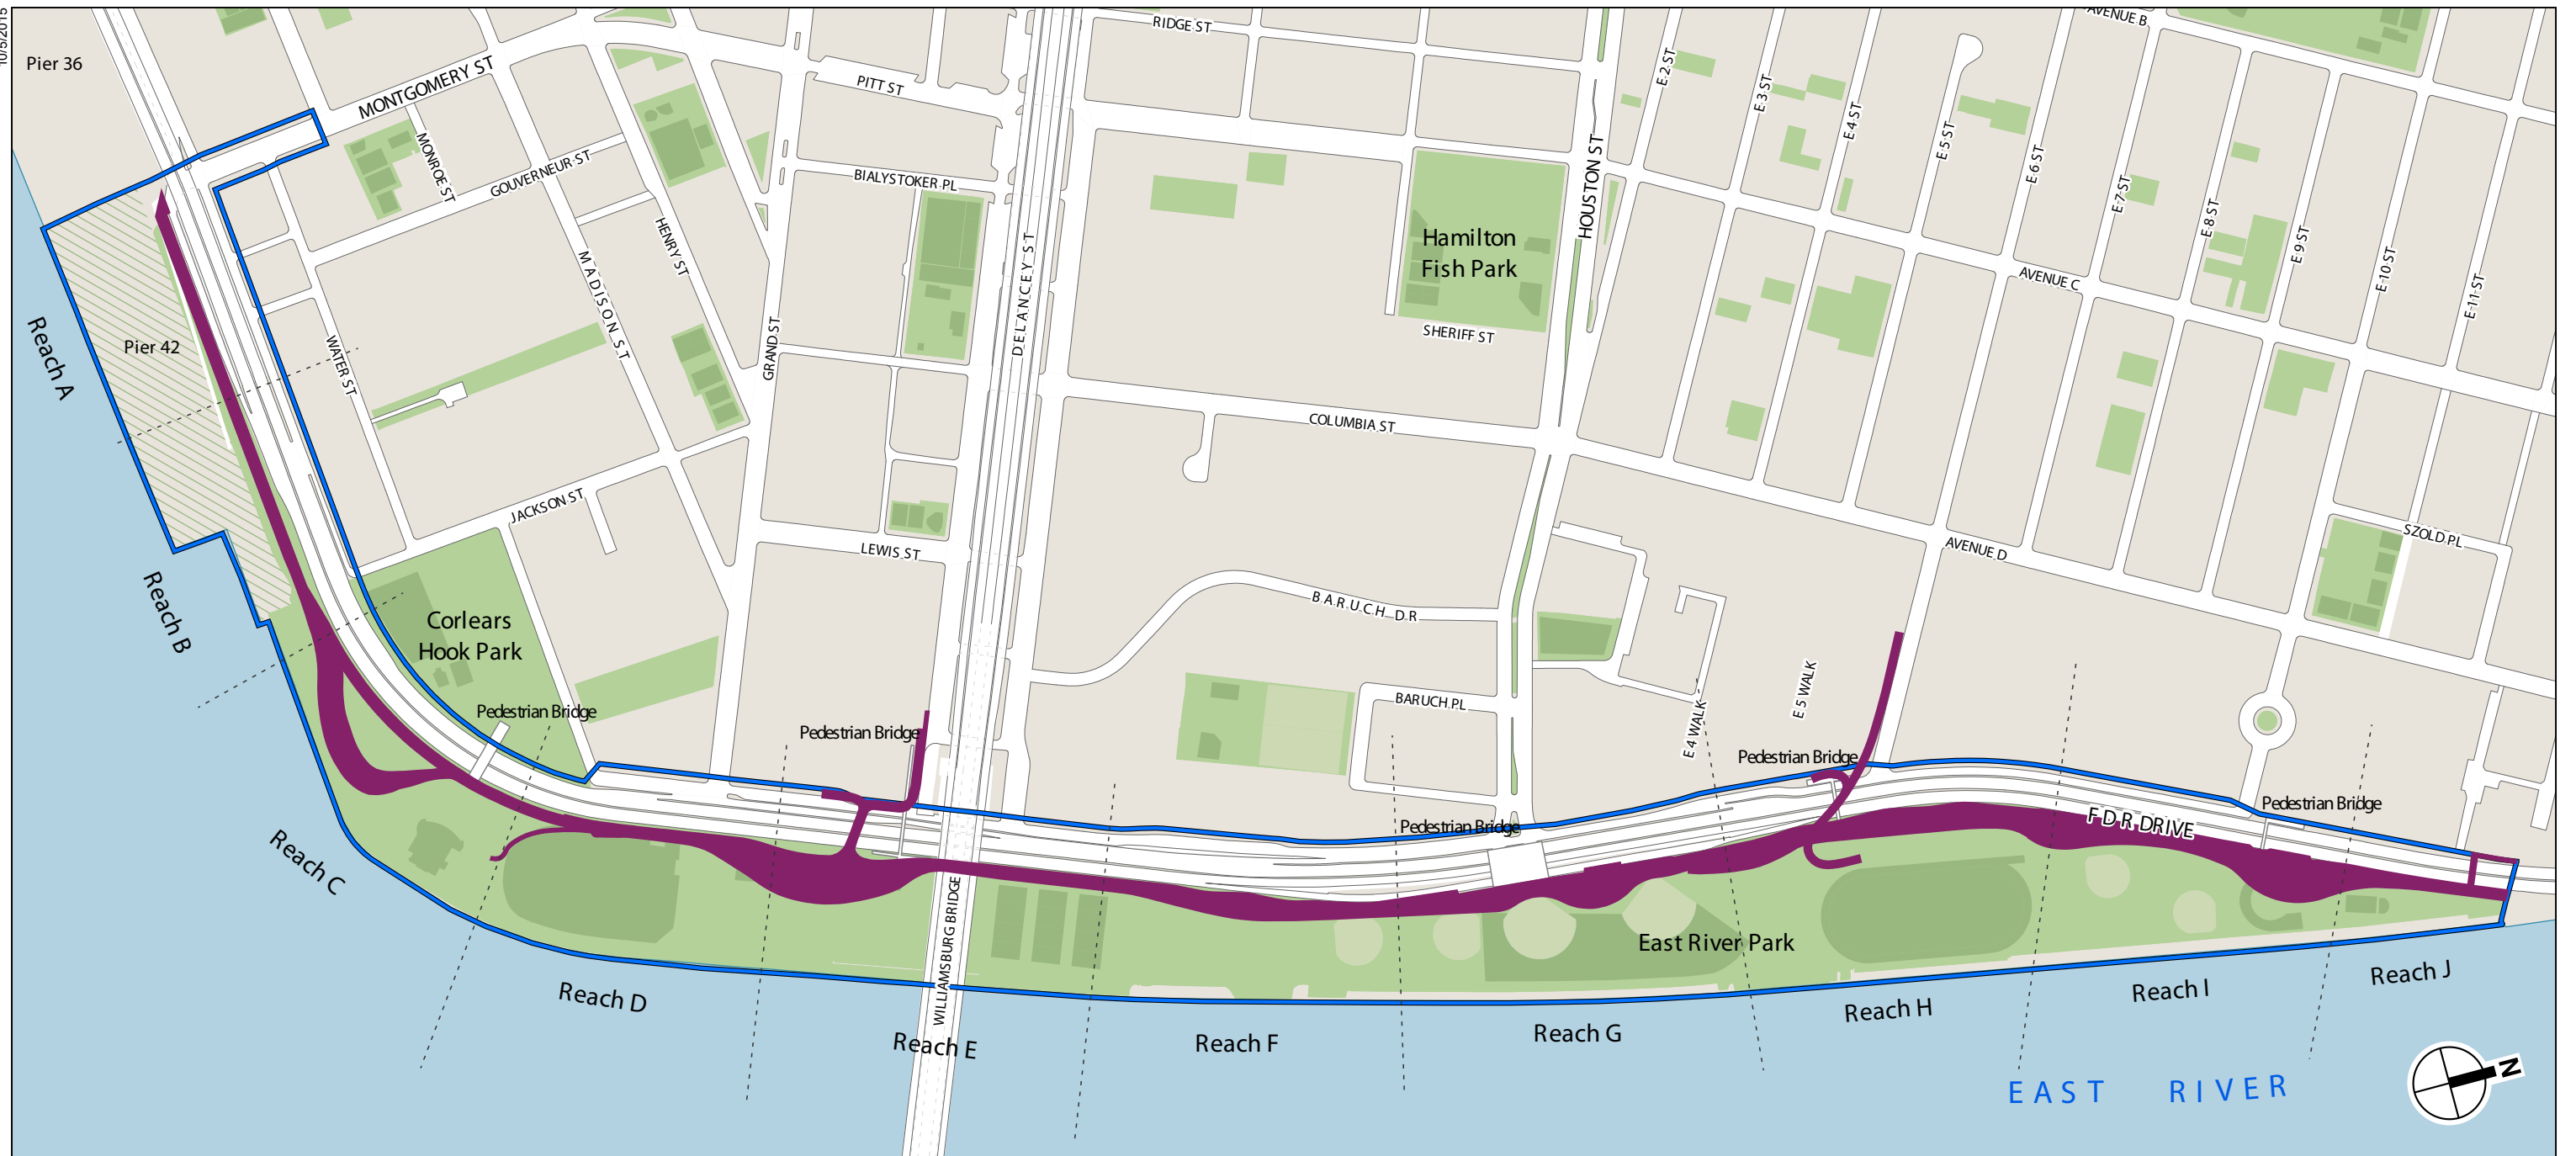 10/5/2015
Pier 36
MONTGOMERY ST
PITT ST
RIDGE ST
AVENUE B
E 2 ST
E 3 ST
E 4 ST
E 5 ST
E 6 ST
E 7 ST
E 8 ST
E 9 ST
E 10 ST
E 11 ST
MONROE ST
GOUVERNEUR ST
BIALYSTOKER PL
HENRY ST
MADISON ST
GRAND ST
DELANCEY ST
HOUSTON ST
Hamilton
Fish Park
SHERIFF ST
AVENUE C
Reach A
Pier 42
WATER ST
COLUMBIA ST
JACKSON ST
LEWIS ST
AVENUE D
SZOLD PL
Reach B
Corlears
Hook Park
BARUCH DR
BARUCH PL
E 4 WALK
E 5 WALK
Pedestrian Bridge
Pedestrian Bridge
Pedestrian Bridge
Pedestrian Bridge
Pedestrian Bridge
F D R DRIVE
Reach C
WILLIAMSBURG BRIDGE
East River Park
Reach D
Reach E
Reach F
Reach G
Reach H
Reach I
Reach J
EAST RIVER
N